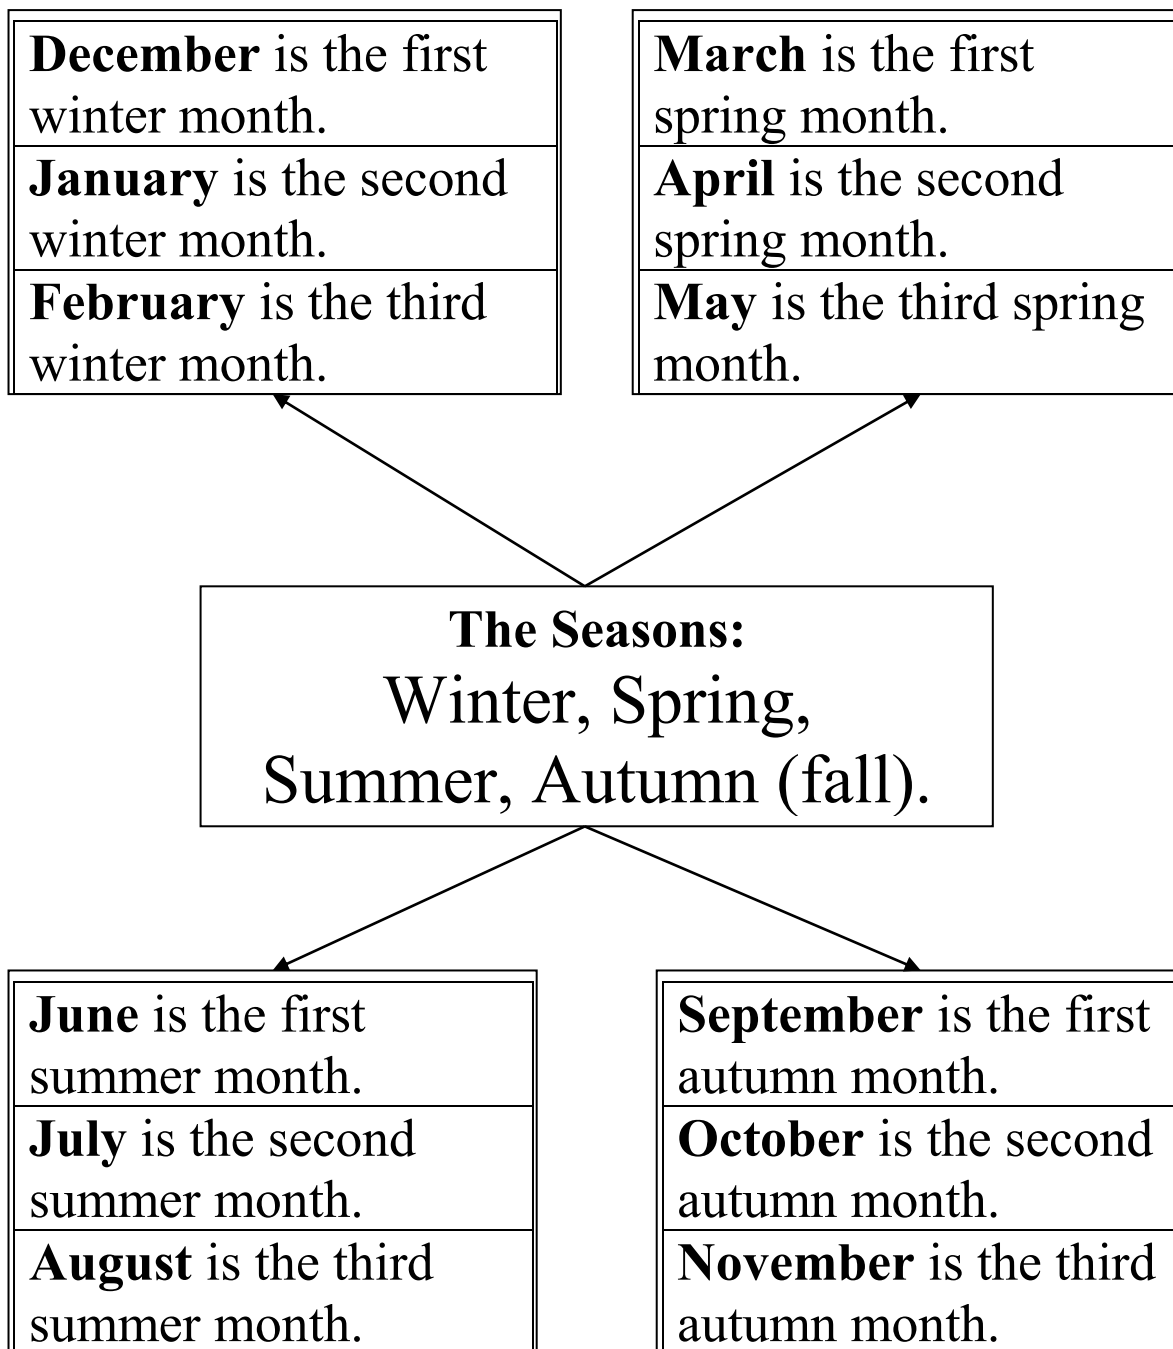 December is the first
winter month.
January is the second
winter month.
February is the third
winter month.
March is the first
spring month.
April is the second
spring month.
May is the third spring
month.
The Seasons:
Winter, Spring,
Summer, Autumn (fall).
June is the first
summer month.
July is the second
summer month.
August is the third
summer month.
September is the first
autumn month.
October is the second
autumn month.
November is the third
autumn month.